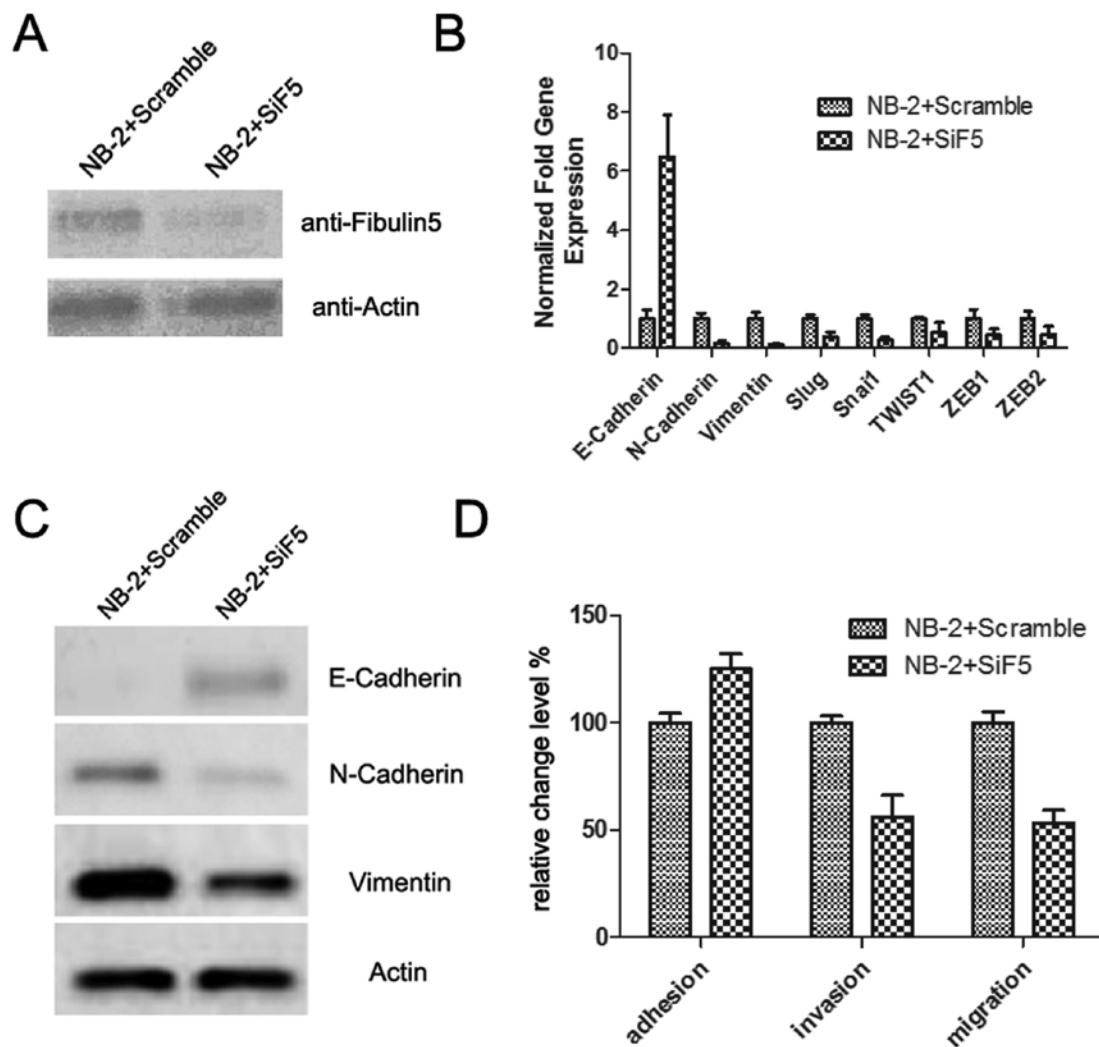 A
NB-2+Scramble
NB-2+SiF5
anti-Fibulin5
anti-Actin
B
Normalized Fold Gene
Expression
10
8
6
4
2
0
NB-2+Scramble
NB-2+SiF5
E-Cadherin
N-Cadherin
Vimentin
Slug
Snai1
TWIST1
ZEB1
ZEB2
C
NB-2+Scramble
NB-2+SiF5
E-Cadherin
N-Cadherin
Vimentin
Actin
D
relative change level %
150
100
50
0
NB-2+Scramble
NB-2+SiF5
adhesion
invasion
migration